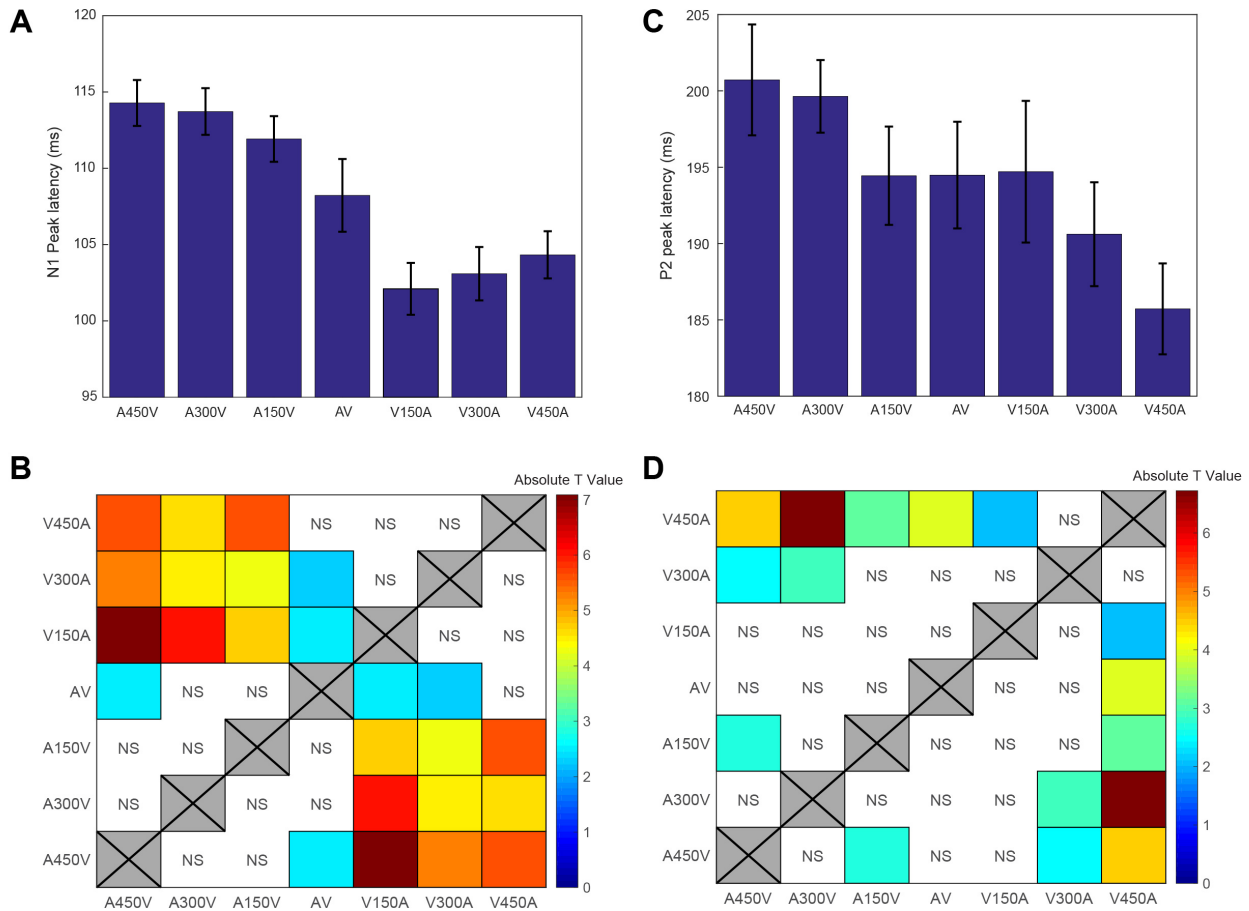 A
120
115
110
105
100
95
N1 Peak latency (ms)
A450V A300V A150V AV V150A V300A V450A
C
205
200
195
190
185
180
P2 peak latency (ms)
A450V A300V A150V AV V150A V300A V450A
B
Absolute T Value
V450A NS NS NS
V300A NS NS
V150A NS NS
AV NS NS NS
A150V NS NS NS
A300V NS NS NS
A450V NS NS
A450V A300V A150V AV V150A V300A V450A
7
6
5
4
3
2
1
0
D
Absolute T Value
V450A NS
V300A NS NS NS NS
V150A NS NS NS NS NS
AV NS NS NS NS NS
A150V NS NS NS NS
A300V NS NS NS NS
A450V NS NS NS
A450V A300V A150V AV V150A V300A V450A
6
5
4
3
2
1
0